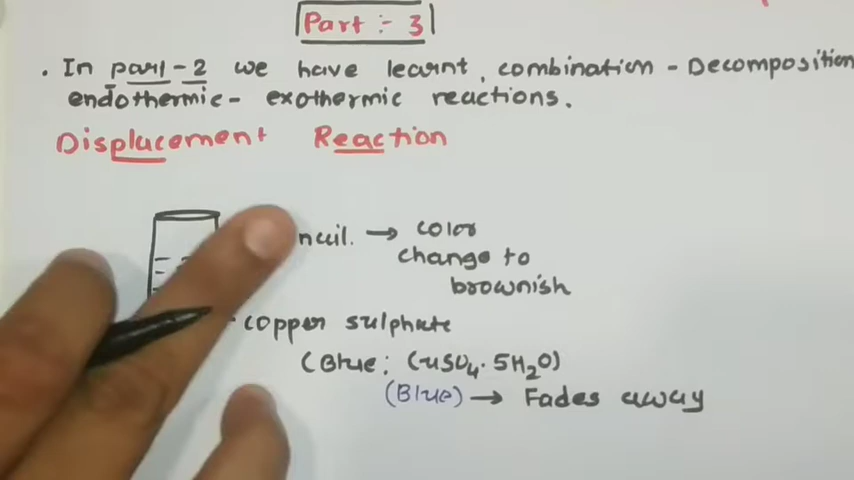 Part :- 3
. In part-2 we have learnt, combination - Decomposition
endothermic - exothermic reactions.
Displacement Reaction
→ color
change to
brownish
copper sulphate
(Blue: CuSO4.5H2O)
(Blue) → Fades away